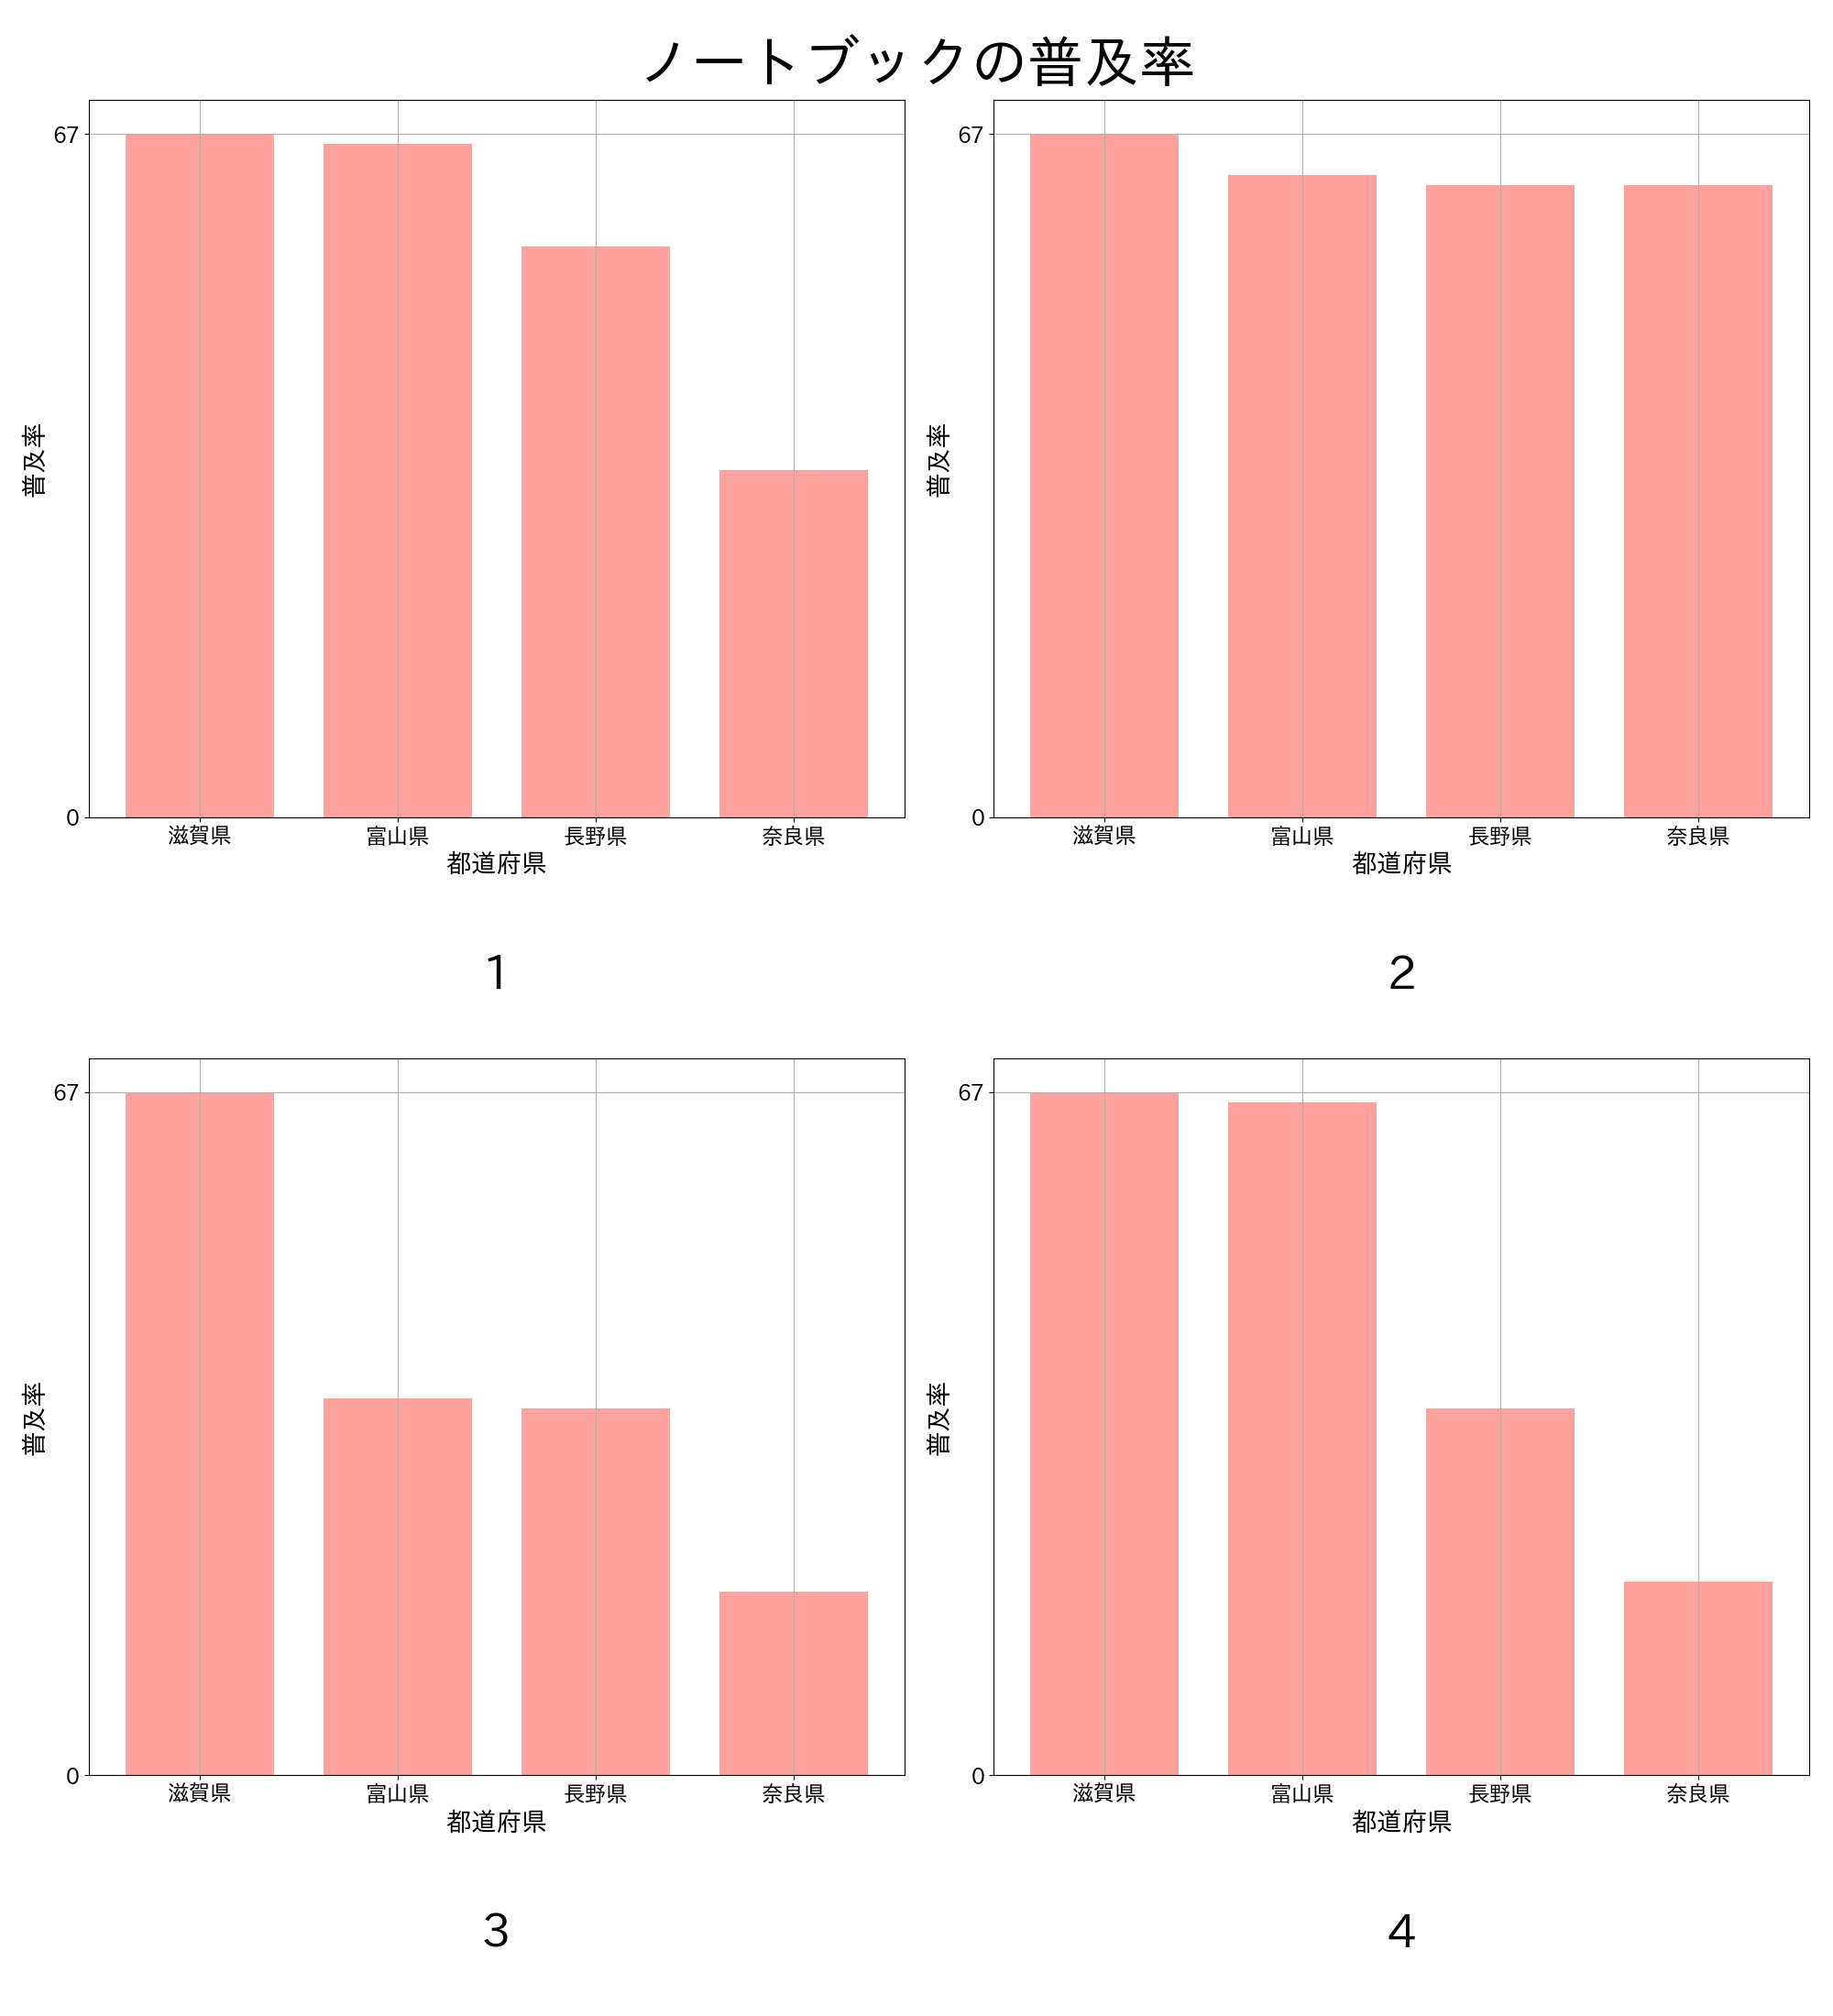 ノートブックの普及率
67
0
普及率
滋賀県 富山県 長野県 奈良県
都道府県
1
67
0
普及率
滋賀県 富山県 長野県 奈良県
都道府県
2
67
0
普及率
滋賀県 富山県 長野県 奈良県
都道府県
3
67
0
普及率
滋賀県 富山県 長野県 奈良県
都道府県
4